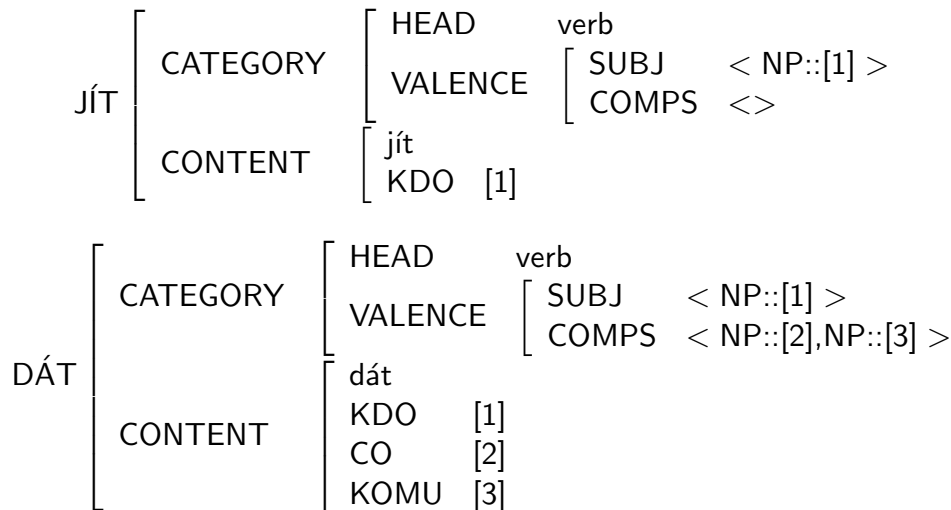 HEAD verb
CATEGORY VALENCE SUBJ < NP::[1] >
COMPS <>
JÍT
CONTENT jít
KDO [1]
HEAD verb
CATEGORY VALENCE SUBJ < NP::[1] >
COMPS < NP::[2],NP::[3] >
DÁT
dát
KDO [1]
CONTENT CO [2]
KOMU [3]